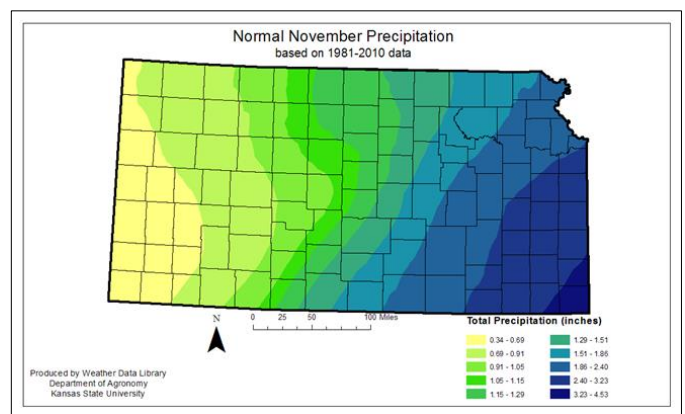 Normal November Precipitation
based on 1981-2010 data
N
0 25 50 100 Miles
Total Precipitation (inches)
0.34 - 0.69
0.69 - 0.91
0.91 - 1.05
1.05 - 1.15
1.15 - 1.29
1.29 - 1.51
1.51 - 1.86
1.86 - 2.40
2.40 - 3.23
3.23 - 4.53
Produced by Weather Data Library
Department of Agronomy
Kansas State University